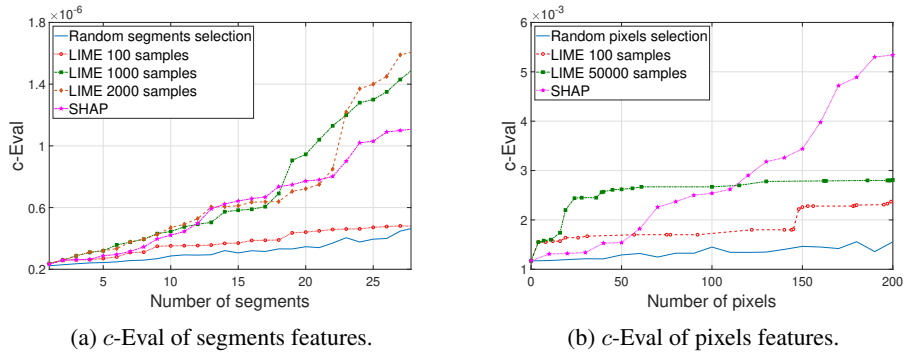 ×10^-6
1.8
1.4
1
0.6
0.2
c-Eval
5
10
15
20
25
Number of segments
Random segments selection
LIME 100 samples
LIME 1000 samples
LIME 2000 samples
SHAP
(a) c-Eval of segments features.
×10^-3
6
5
4
3
2
1
c-Eval
0
50
100
150
200
Number of pixels
Random pixels selection
LIME 100 samples
LIME 50000 samples
SHAP
(b) c-Eval of pixels features.